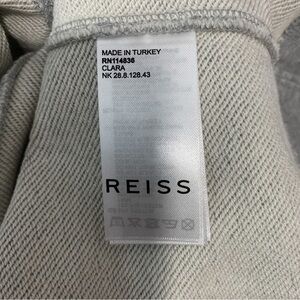 MADE IN TURKEY
RN114836
CLARA
NK 28.8.128.43
REISS